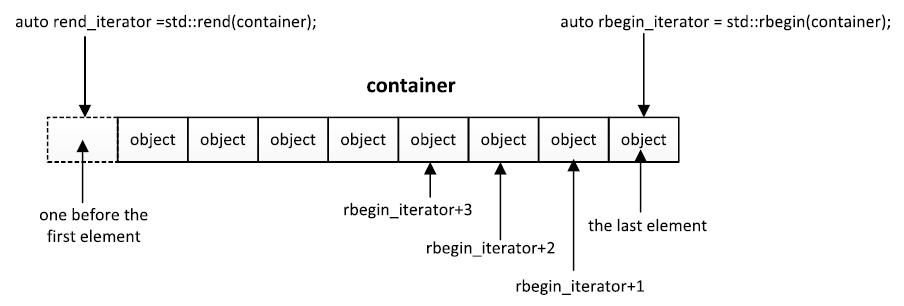 auto rend_iterator =std::rend(container);
auto rbegin_iterator = std::rbegin(container);
container
object object object object object object object object
rbegin_iterator+3
one before the
first element
the last element
rbegin_iterator+2
rbegin_iterator+1